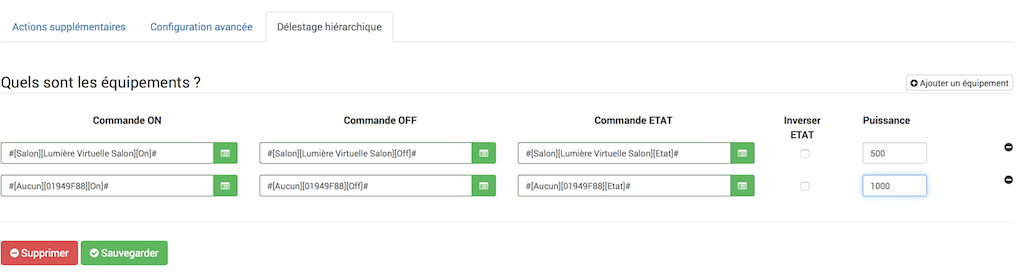 Actions supplémentaires Configuration avancée Délestage hiérarchique
Quels sont les équipements ? Ajouter un équipement
Commande ON Commande OFF Commande ETAT Inverser ETAT Puissance
#[Salon][Lumière Virtuelle Salon][On]# #[Salon][Lumière Virtuelle Salon][Off]# #[Salon][Lumière Virtuelle Salon][Etat]# 500
#[Aucun][01949F88][On]# #[Aucun][01949F88][Off]# #[Aucun][01949F88][Etat]# 1000
Supprimer Sauvegarder